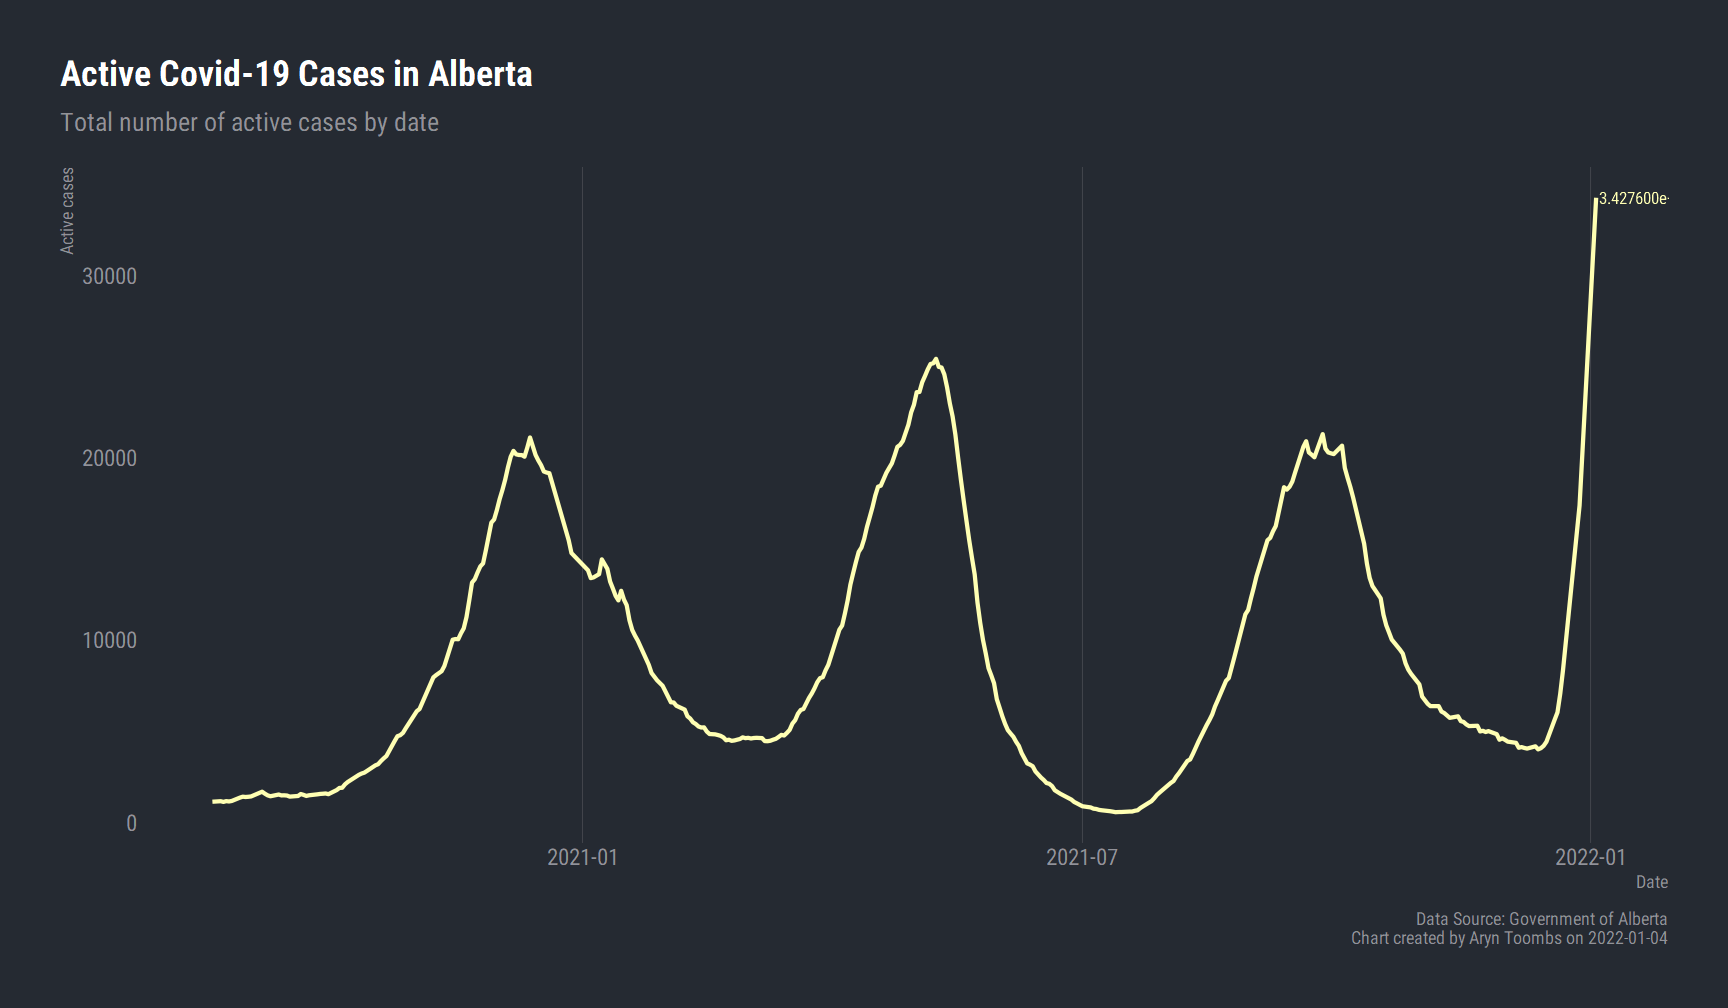 Active Covid-19 Cases in Alberta
Total number of active cases by date
Active cases
3.427600e
30000
20000
10000
0
2021-01
2021-07
2022-01
Date
Data Source: Government of Alberta
Chart created by Aryn Toombs on 2022-01-04